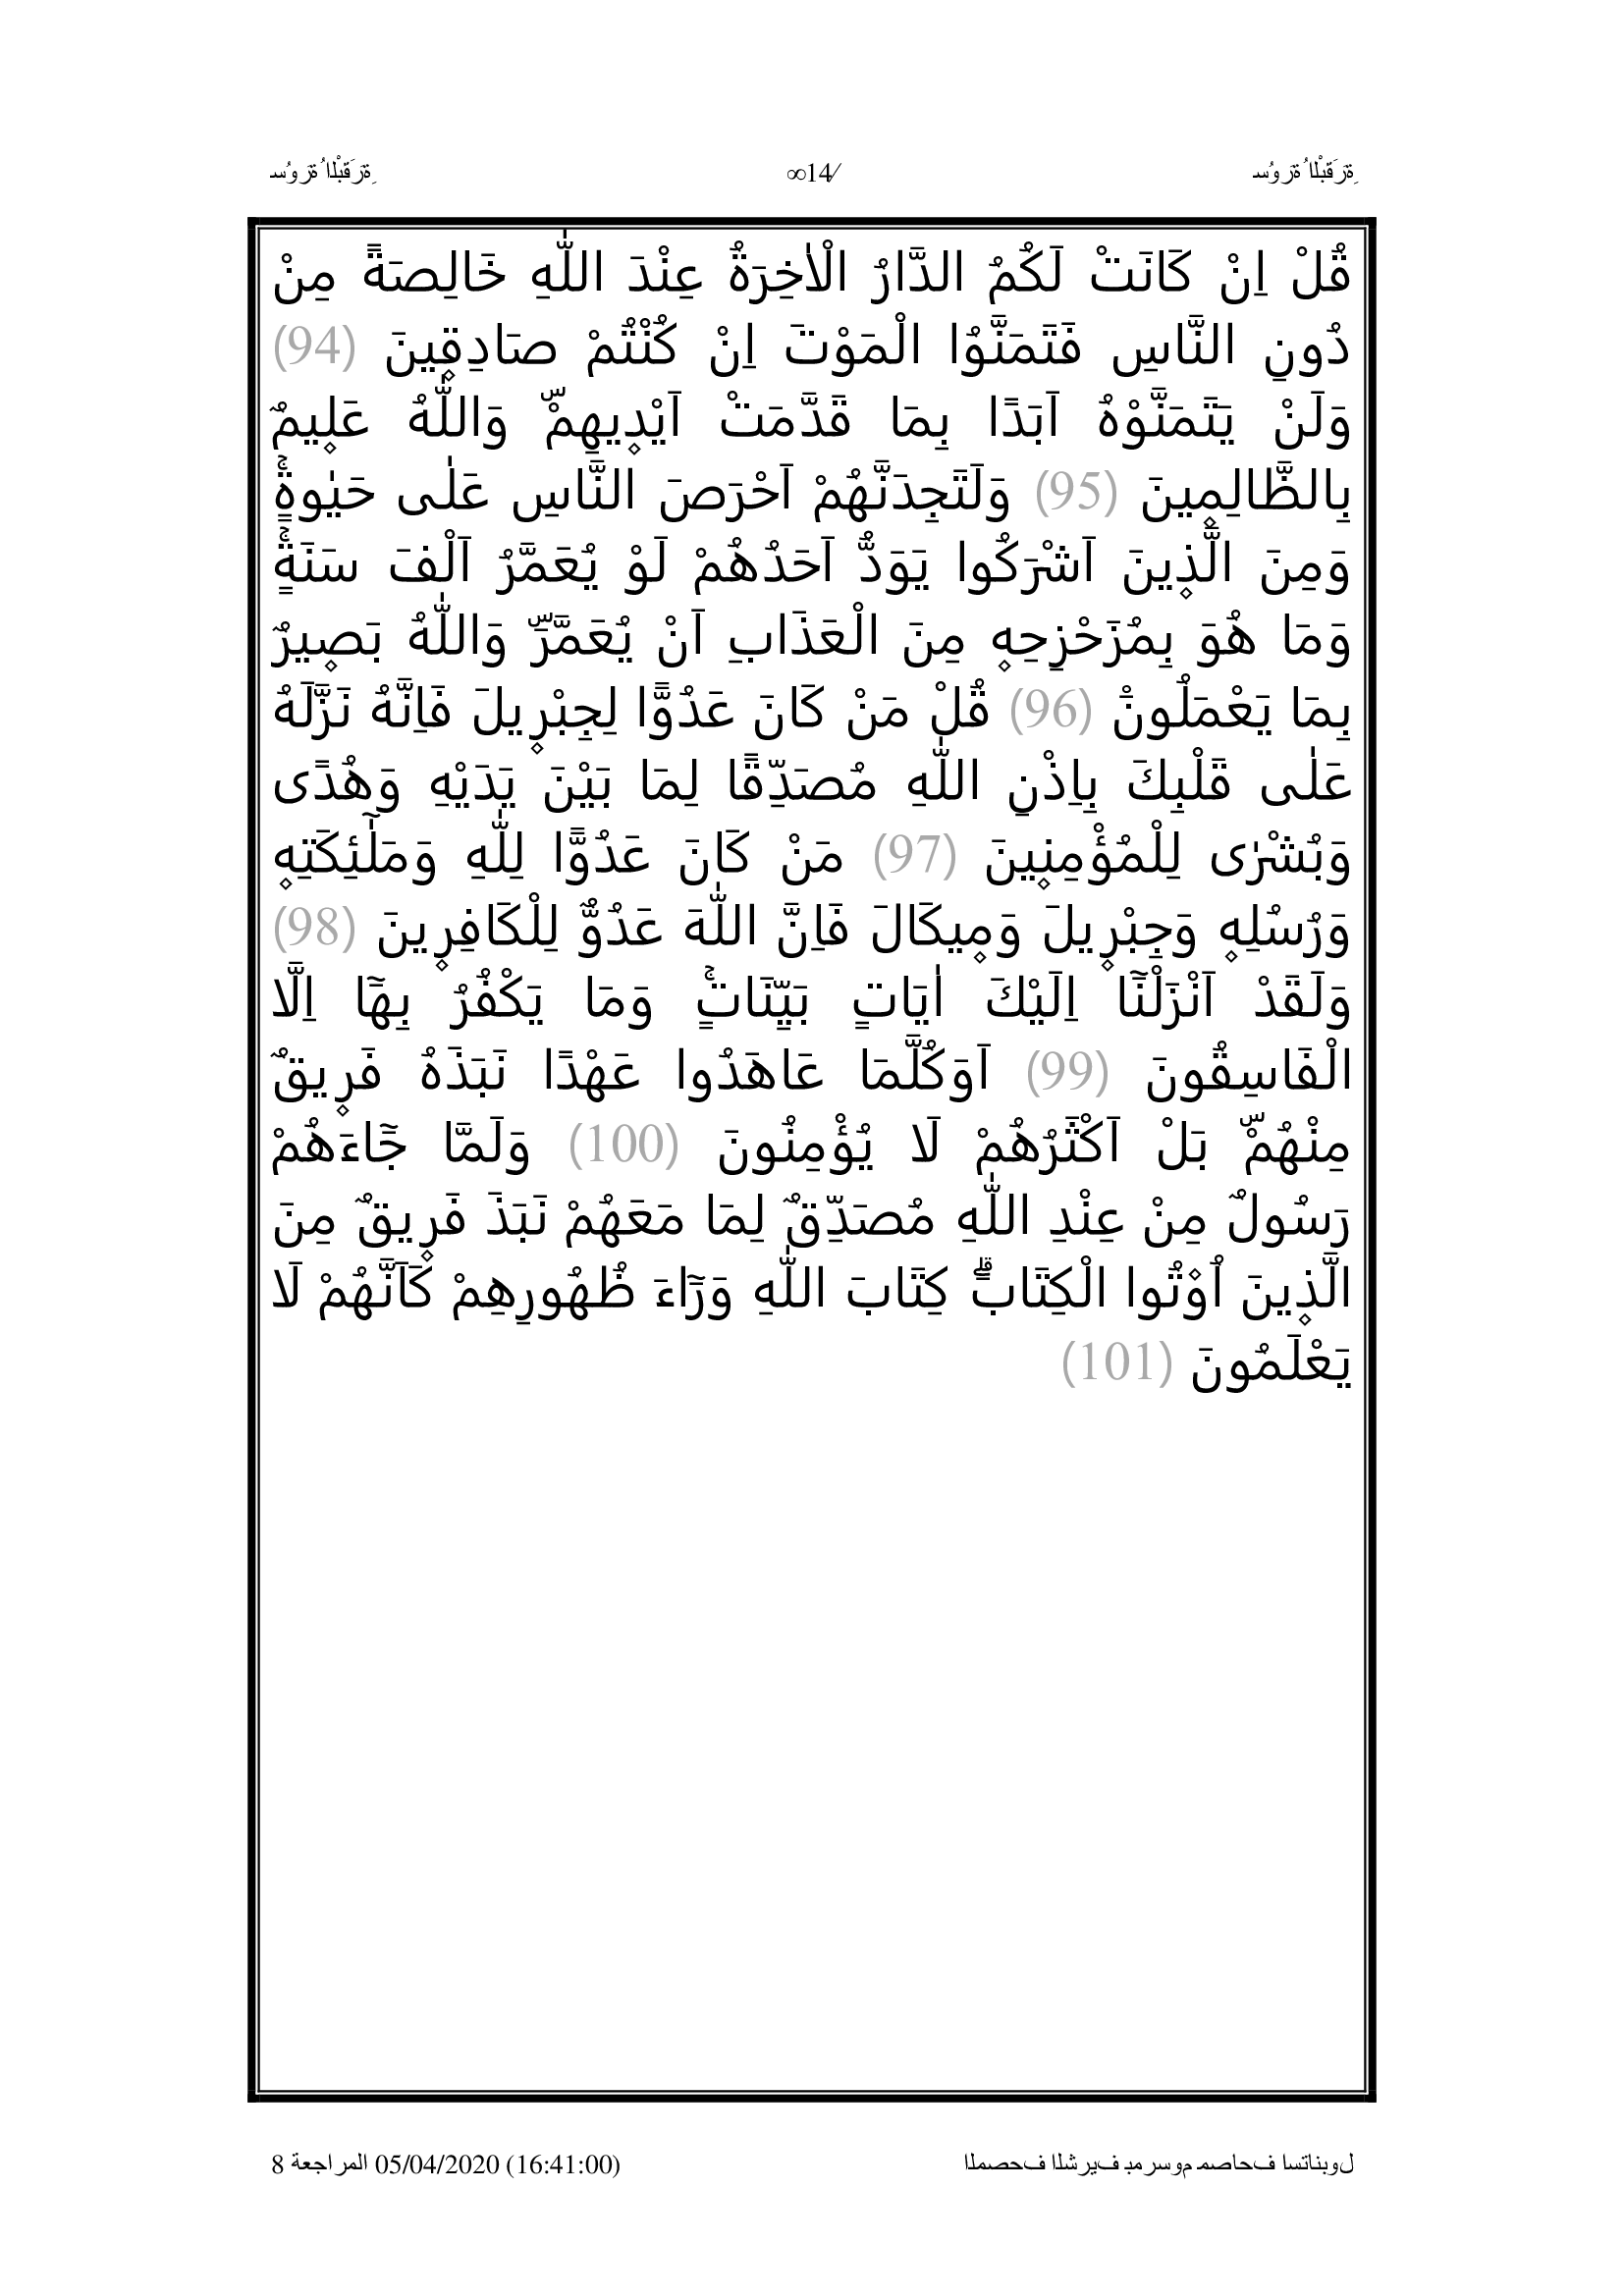 سُورَةُ الْبَقَرَةِ ∞14/ سُورَةُ الْبَقَرَةِ
قُلْ اِنْ كَانَتْ لَكُمُ الدَّارُ الْاٰخِرَةُ عِنْدَ اللّٰهِ خَالِصَةً مِنْ
دُونِ النَّاسِ فَتَمَنَّوُا الْمَوْتَ اِنْ كُنْتُمْ صَادِق۪ينَ (94)
وَلَنْ يَتَمَنَّوْهُ اَبَدًا بِمَا قَدَّمَتْ اَيْد۪يهِمْۜ وَاللّٰهُ عَل۪يمٌ
بِالظَّالِم۪ينَ (95) وَلَتَجِدَنَّهُمْ اَحْرَصَ النَّاسِ عَلٰى حَيٰوةٍۚ
وَمِنَ الَّذ۪ينَ اَشْرَكُوا يَوَدُّ اَحَدُهُمْ لَوْ يُعَمَّرُ اَلْفَ سَنَةٍۚ
وَمَا هُوَ بِمُزَحْزِحِه۪ مِنَ الْعَذَابِ اَنْ يُعَمَّرَۜ وَاللّٰهُ بَص۪يرٌ
بِمَا يَعْمَلُونَ۟ (96) قُلْ مَنْ كَانَ عَدُوًّا لِجِبْر۪يلَ فَاِنَّهُ نَزَّلَهُ
عَلٰى قَلْبِكَ بِاِذْنِ اللّٰهِ مُصَدِّقًا لِمَا بَيْنَ يَدَيْهِ وَهُدًى
وَبُشْرٰى لِلْمُؤْمِن۪ينَ (97) مَنْ كَانَ عَدُوًّا لِلّٰهِ وَمَلٰٓئِكَتِه۪
وَرُسُلِه۪ وَجِبْر۪يلَ وَم۪يكَالَ فَاِنَّ اللّٰهَ عَدُوٌّ لِلْكَافِر۪ينَ (98)
وَلَقَدْ اَنْزَلْنَٓا اِلَيْكَ اٰيَاتٍ بَيِّنَاتٍۚ وَمَا يَكْفُرُ بِهَٓا اِلَّا
الْفَاسِقُونَ (99) اَوَكُلَّمَا عَاهَدُوا عَهْدًا نَبَذَهُ فَر۪يقٌ
مِنْهُمْۜ بَلْ اَكْثَرُهُمْ لَا يُؤْمِنُونَ (100) وَلَمَّا جَٓاءَهُمْ
رَسُولٌ مِنْ عِنْدِ اللّٰهِ مُصَدِّقٌ لِمَا مَعَهُمْ نَبَذَ فَر۪يقٌ مِنَ
الَّذ۪ينَ اُو۫تُوا الْكِتَابَۗ كِتَابَ اللّٰهِ وَرَٓاءَ ظُهُورِهِمْ كَاَنَّهُمْ لَا
يَعْلَمُونَ (101)
المصحف الشريف بمرسوم مصاحف استانبول 05/04/2020 (16:41:00) المراجعة 8